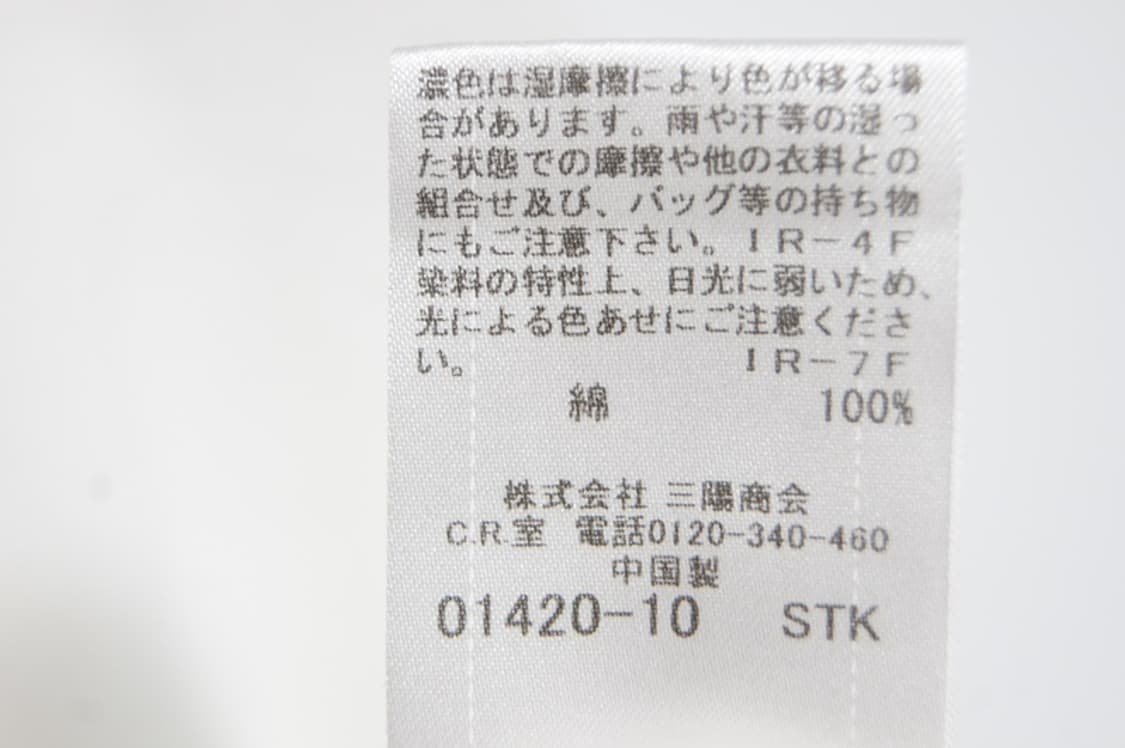 濃色は湿摩擦により色が移る場
合があります。雨や汗等の湿っ
た状態での摩擦や他の衣料との
組合せ及び、バッグ等の持ち物
にもご注意下さい。ＩＲ－４Ｆ
染料の特性上、日光に弱いため、
光による色あせにご注意くださ
い。 ＩＲ－７Ｆ
綿 100%
株式会社 三陽商会
C.R.室 電話0120-340-460
中国製
01420-10 STK